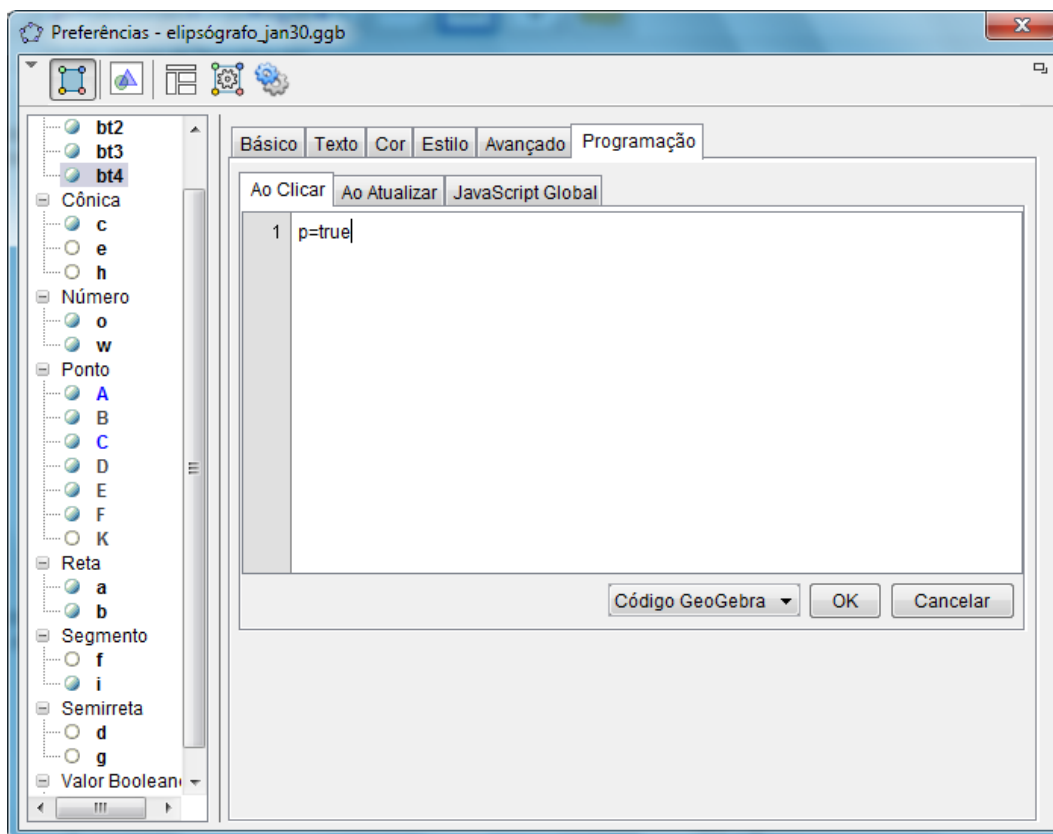 Preferências - elipsógrafo_jan30.ggb
bt2
bt3
bt4
Cônica
c
e
h
Número
o
w
Ponto
A
B
C
D
E
F
K
Reta
a
b
Segmento
f
i
Semirreta
d
g
Valor Booleano
Básico Texto Cor Estilo Avançado Programação
Ao Clicar Ao Atualizar JavaScript Global
1 p=true
Código GeoGebra OK Cancelar